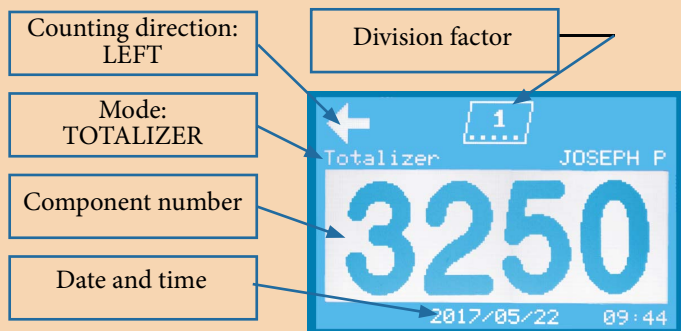 Counting direction:
LEFT
Division factor
Mode:
TOTALIZER
Component number
Date and time
1
Totalizer JOSEPH P
3250
2017/05/22 09:44